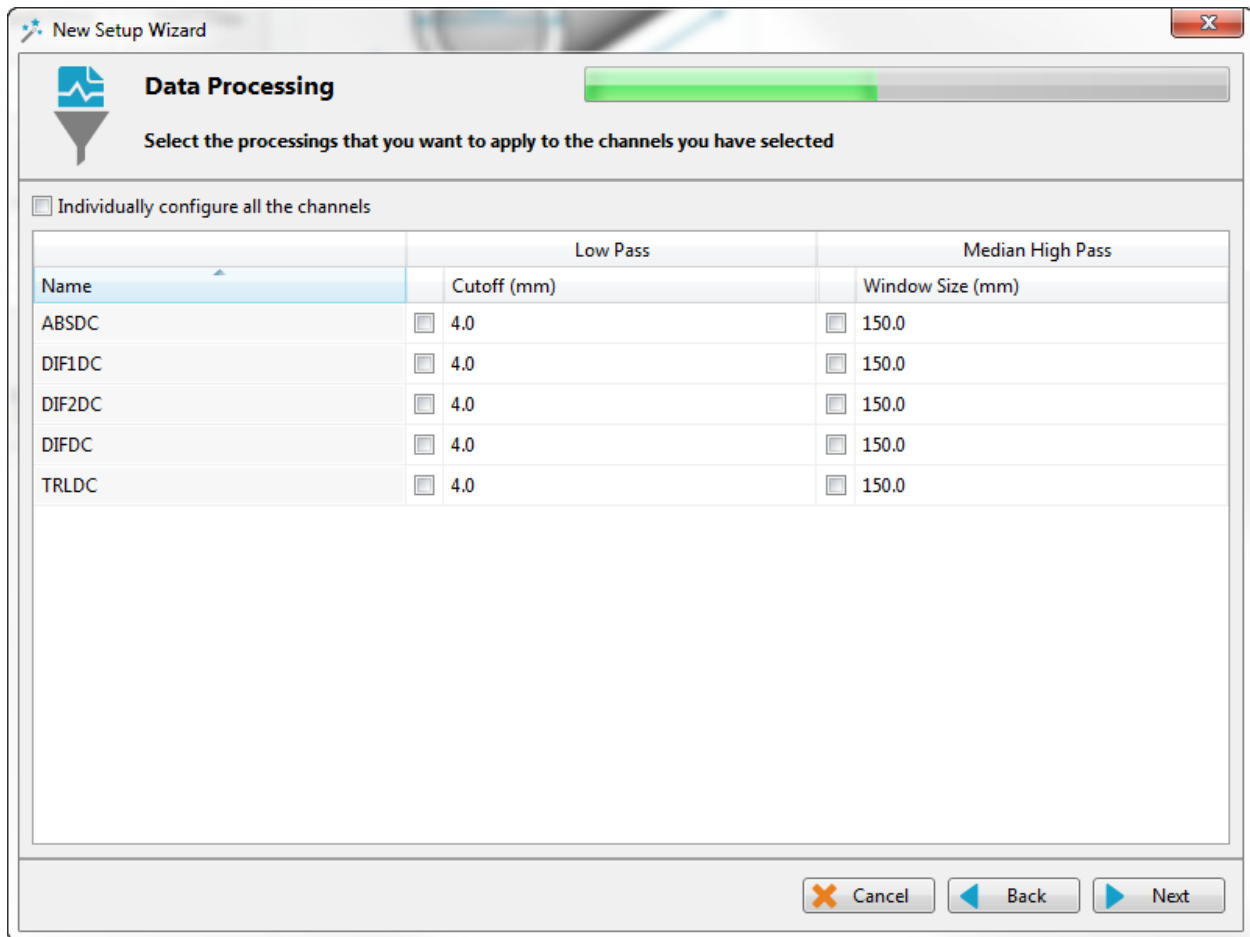 New Setup Wizard
Data Processing
Select the processings that you want to apply to the channels you have selected
Individually configure all the channels
Low Pass Median High Pass
Name Cutoff (mm) Window Size (mm)
ABSDC 4.0 150.0
DIF1DC 4.0 150.0
DIF2DC 4.0 150.0
DIFDC 4.0 150.0
TRLDC 4.0 150.0
Cancel Back Next